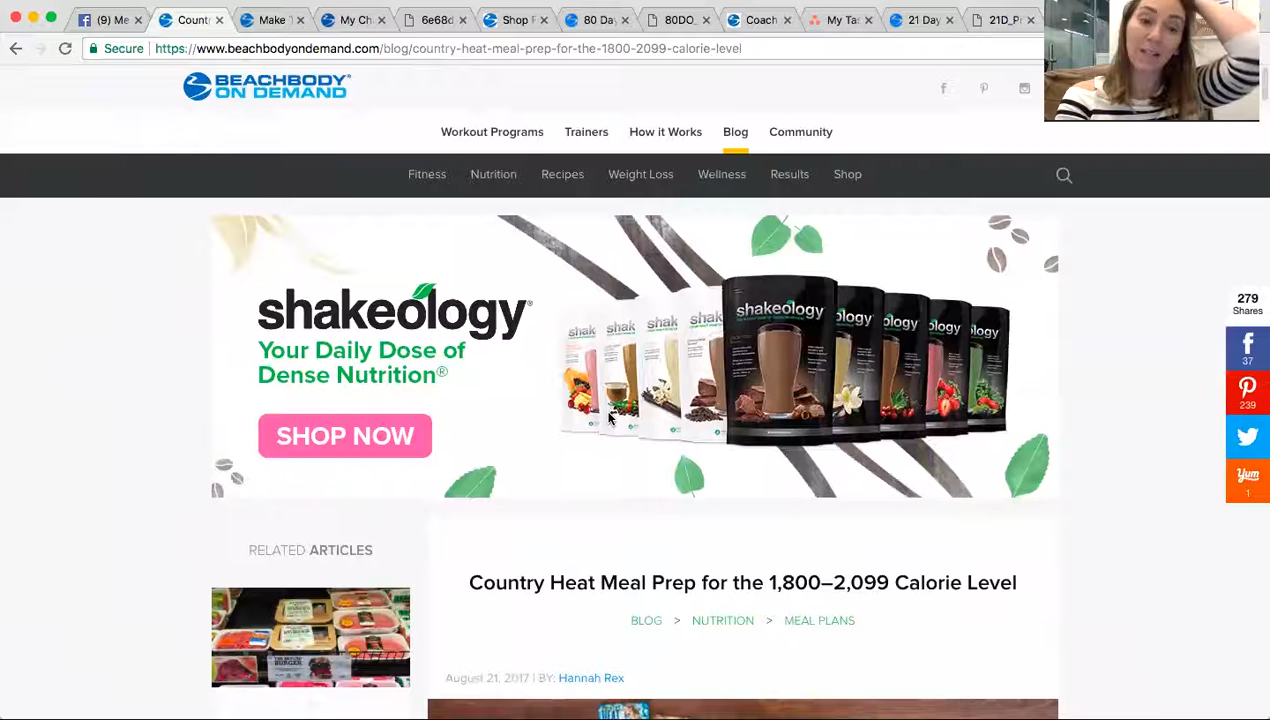 (9) Me
Count
Make
My Ch
6e68d
Shop F
80 Day
80DO_
Coach
My Tas
21 Day
21D_P
Secure
https://www.beachbodyondemand.com/blog/country-heat-meal-prep-for-the-1800-2099-calorie-level
BEACHBODY
ON DEMAND
Workout Programs
Trainers
How it Works
Blog
Community
Fitness
Nutrition
Recipes
Weight Loss
Wellness
Results
Shop
shakeology®
Your Daily Dose of
Dense Nutrition®
SHOP NOW
shakeology
279
Shares
37
239
Yum
1
RELATED ARTICLES
Country Heat Meal Prep for the 1,800–2,099 Calorie Level
BLOG > NUTRITION > MEAL PLANS
August 21, 2017 | BY: Hannah Rex